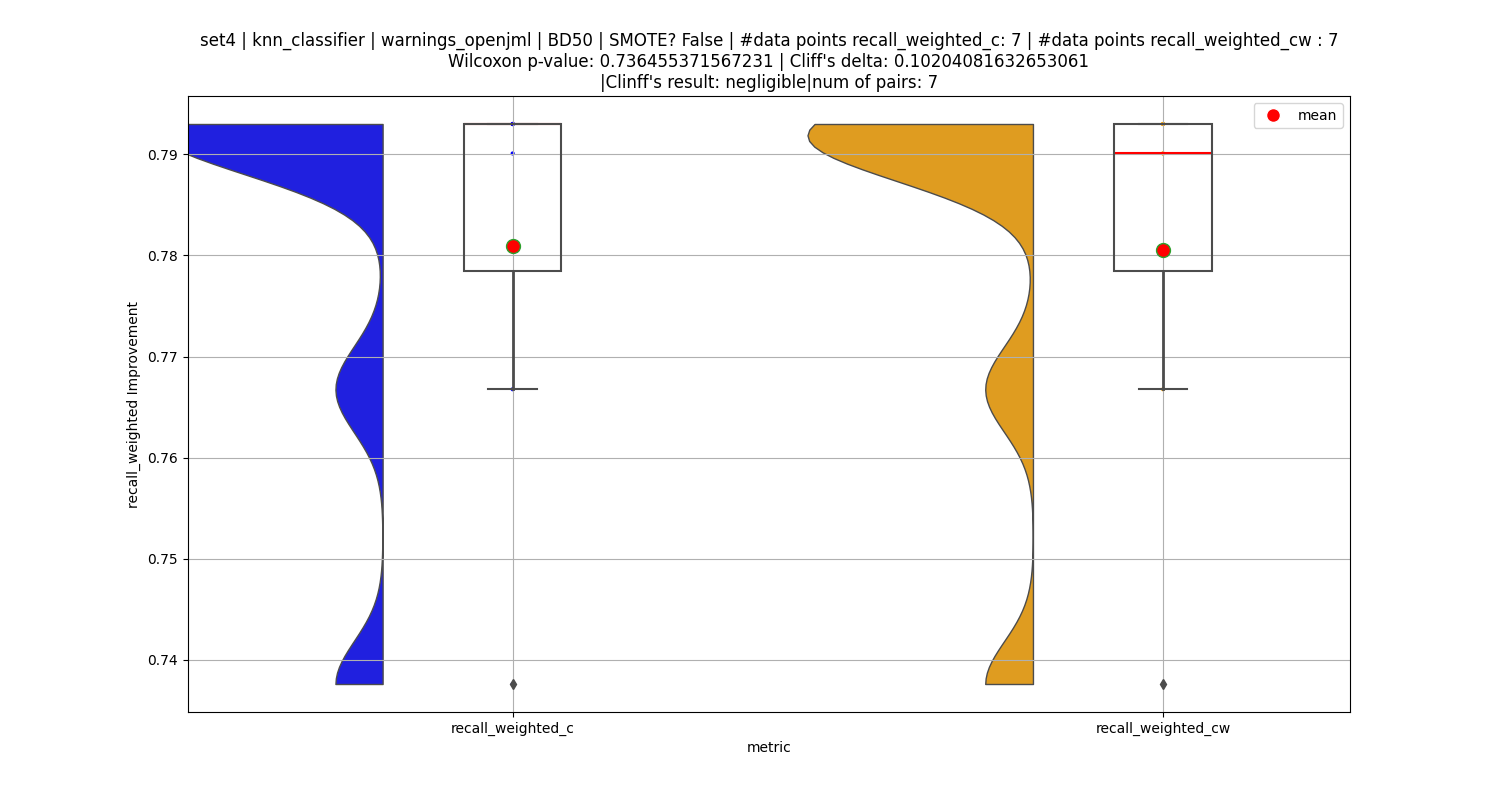 set4 | knn_classifier | warnings_openjml | BD50 | SMOTE? False | #data points recall_weighted_c: 7 | #data points recall_weighted_cw : 7
Wilcoxon p-value: 0.736455371567231 | Cliff's delta: 0.10204081632653061
|Clinff's result: negligible|num of pairs: 7
mean
0.79
0.78
0.77
0.76
0.75
0.74
recall_weighted Improvement
recall_weighted_c
recall_weighted_cw
metric